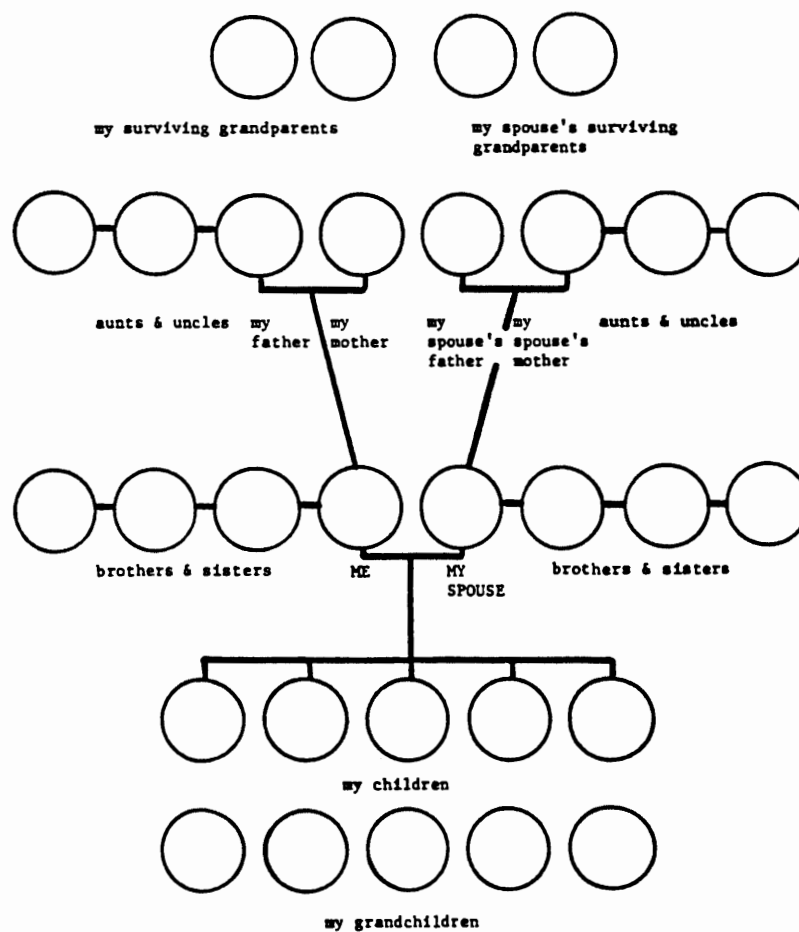 my surviving grandparents
my spouse's surviving
grandparents
aunts & uncles
my
father
my
mother
my
spouse's
father
my
spouse's
mother
aunts & uncles
brothers & sisters
ME
MY
SPOUSE
brothers & sisters
my children
my grandchildren